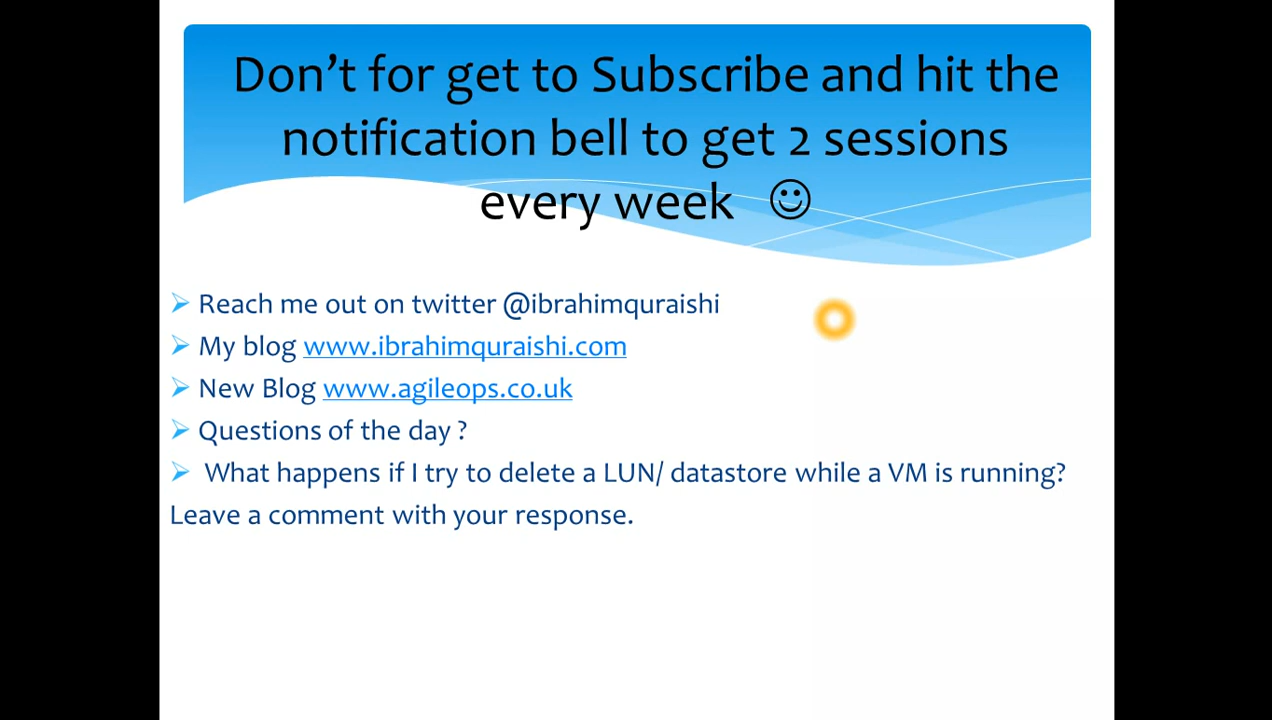 Don't for get to Subscribe and hit the
notification bell to get 2 sessions
every week ☺
Reach me out on twitter @ibrahimquraishi
My blog www.ibrahimquraishi.com
New Blog www.agileops.co.uk
Questions of the day ?
What happens if I try to delete a LUN/ datastore while a VM is running?
Leave a comment with your response.